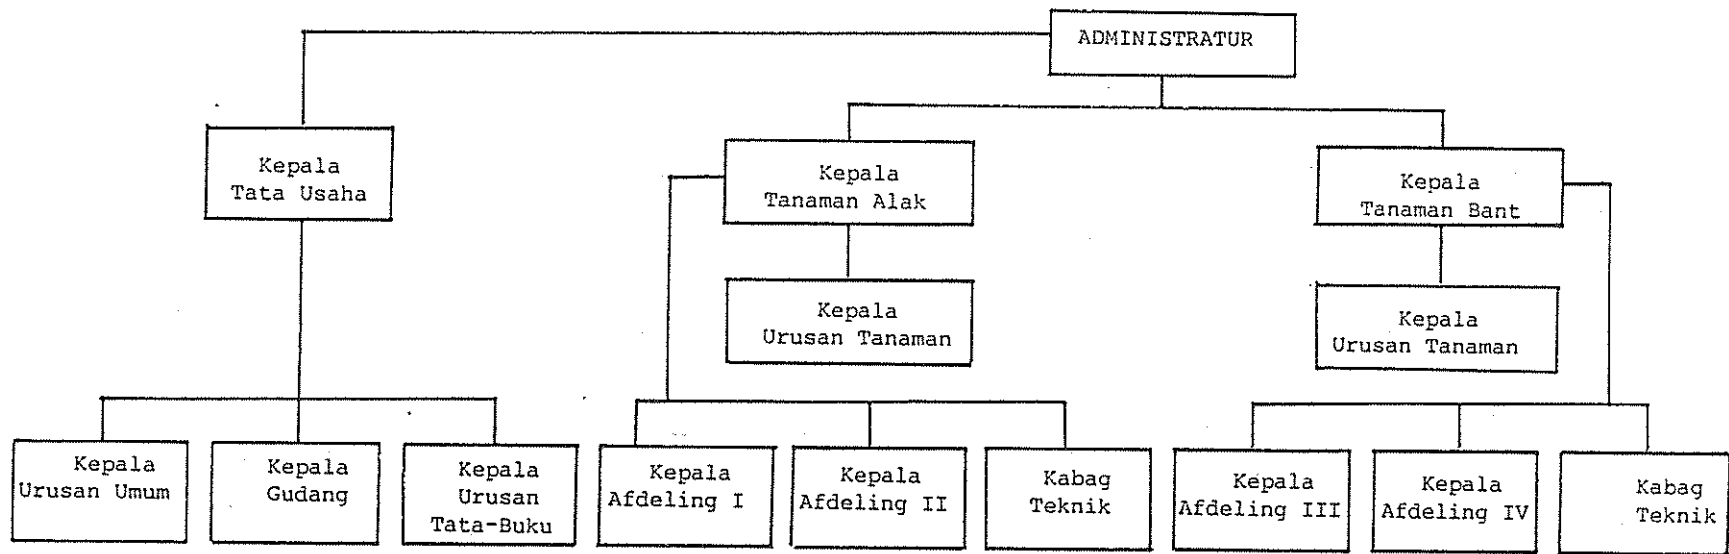 ADMINISTRATUR
Kepala
Tata Usaha
Kepala
Tanaman Alak
Kepala
Tanaman Bant
Kepala
Urusan Tanaman
Kepala
Urusan Tanaman
Kepala
Urusan Umum
Kepala
Gudang
Kepala
Urusan
Tata-Buku
Kepala
Afdeling I
Kepala
Afdeling II
Kabag
Teknik
Kepala
Afdeling III
Kepala
Afdeling IV
Kabag
Teknik